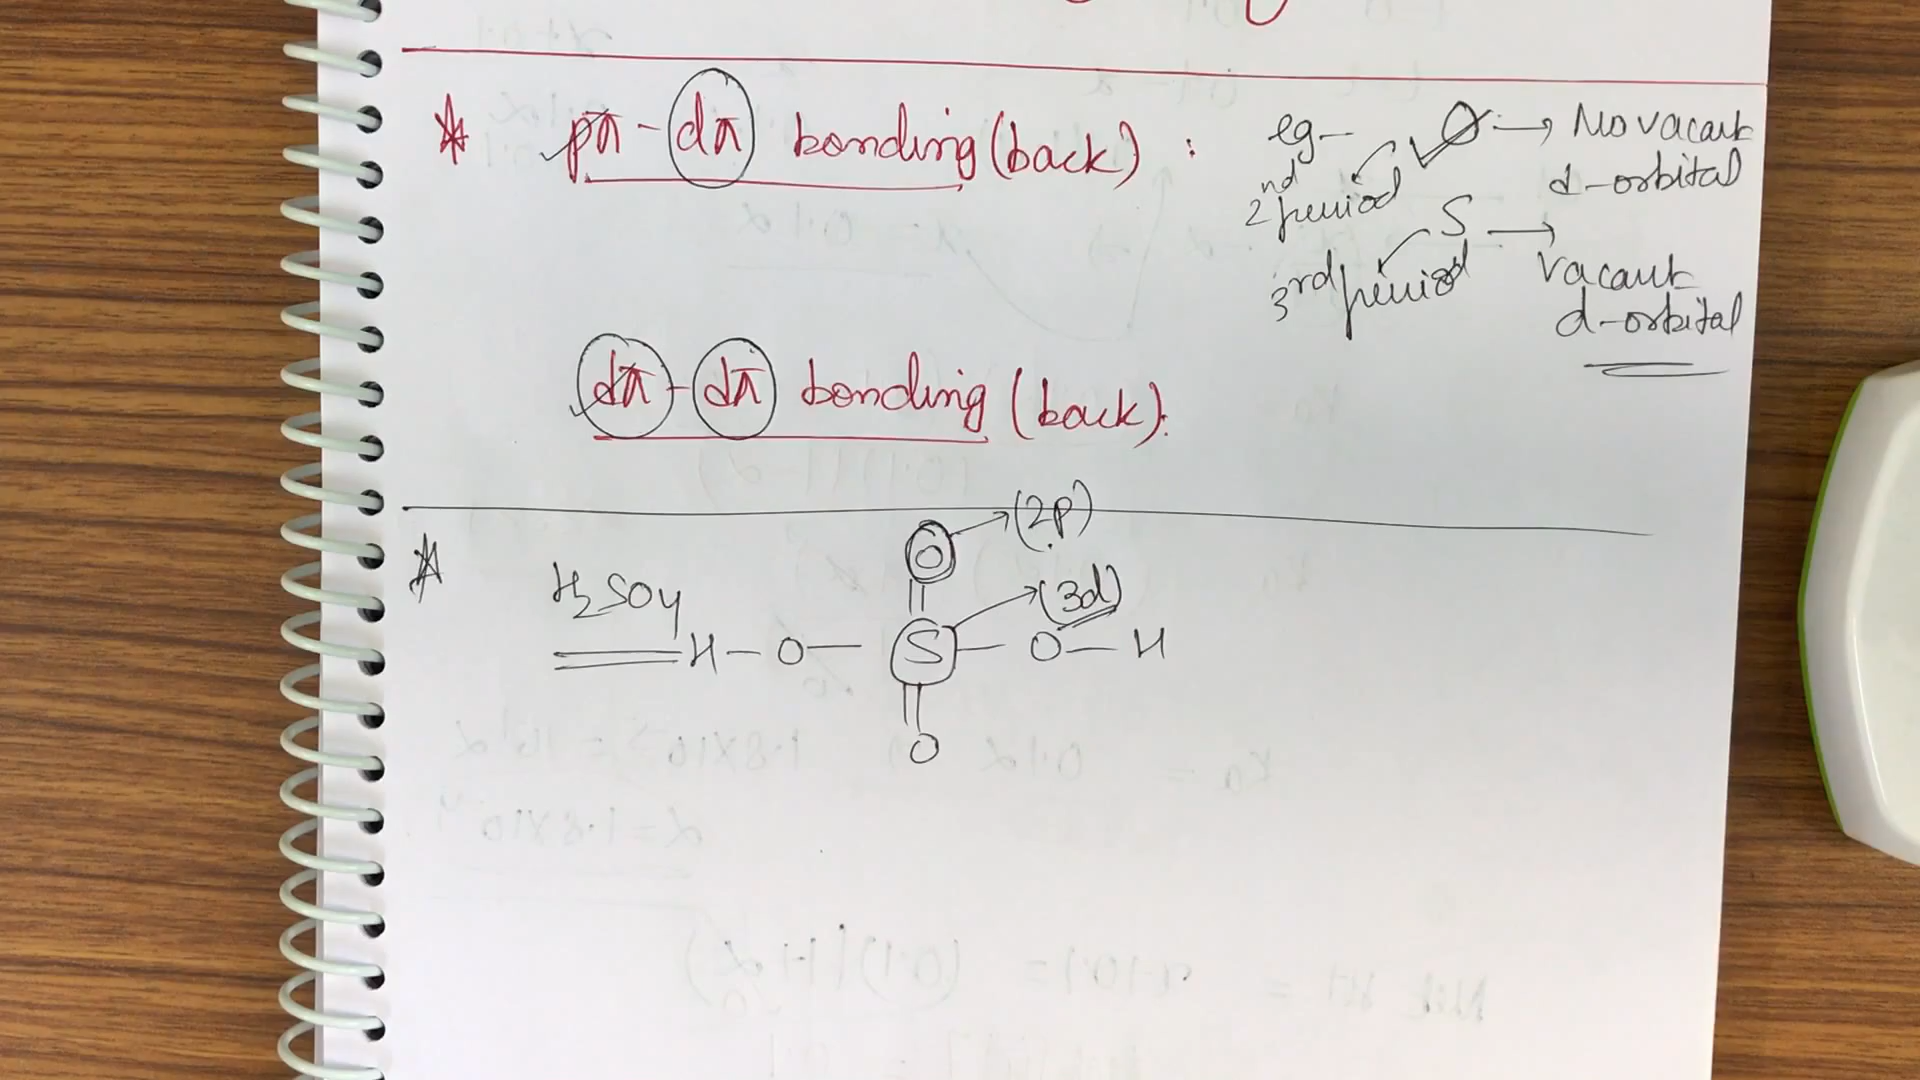 * pπ - dπ bonding (back) :
eg- O → No vacant
d-orbital
2nd period
S → vacant
d-orbital
3rd period
dπ - dπ bonding (back):
* H2SO4
O → (2p)
S → (3d)
H - O - S - O - H
O